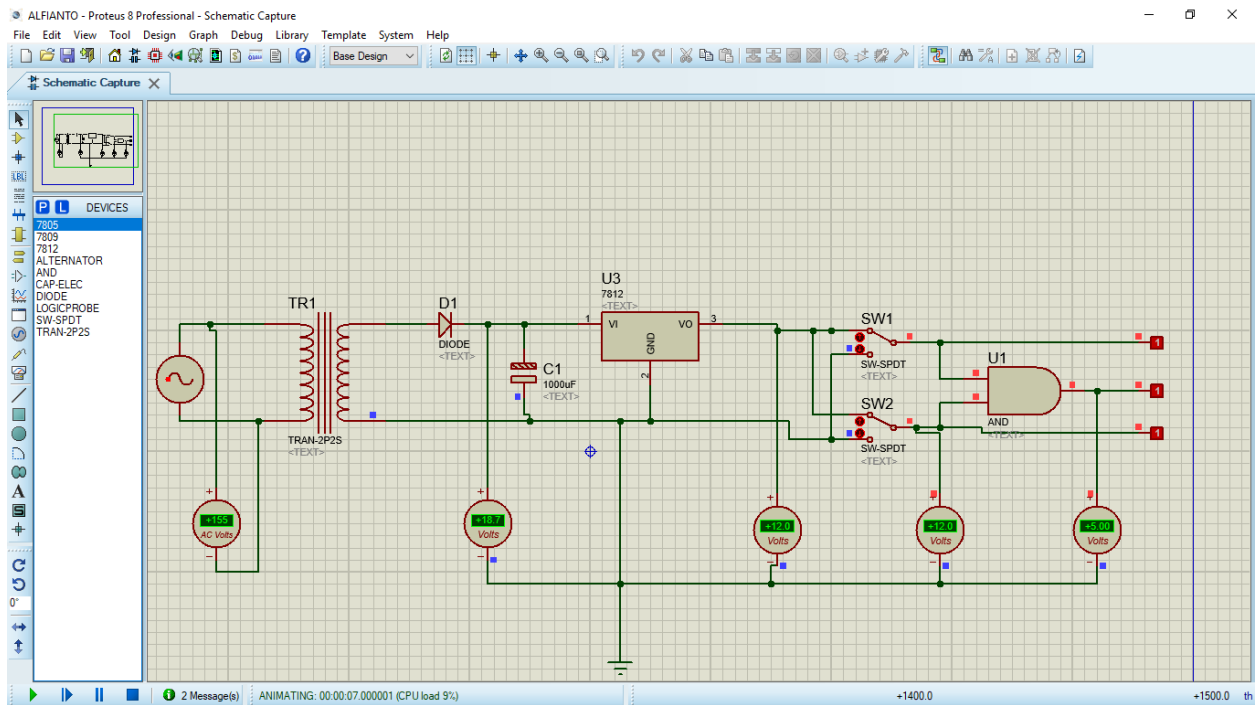 ALFIANTO - Proteus 8 Professional - Schematic Capture
File Edit View Tool Design Graph Debug Library Template System Help
Base Design
Schematic Capture
P L DEVICES
7805
7809
7812
ALTERNATOR
AND
CAP-ELEC
DIODE
LOGICPROBE
SW-SPDT
TRAN-2P2S
LBL
A
S
0°
TR1
TRAN-2P2S
<TEXT>
D1
DIODE
<TEXT>
C1
1000uF
<TEXT>
U3
7812
<TEXT>
1 VI VO 3
GND
2
SW1
SW-SPDT
<TEXT>
SW2
SW-SPDT
<TEXT>
U1
AND
<TEXT>
1
1
1
+
+155
AC Volts
−
+
+18.7
Volts
−
+
+12.0
Volts
−
+
+12.0
Volts
−
+
+5.00
Volts
−
2 Message(s) ANIMATING: 00:00:07.000001 (CPU load 9%) +1400.0 +1500.0 th